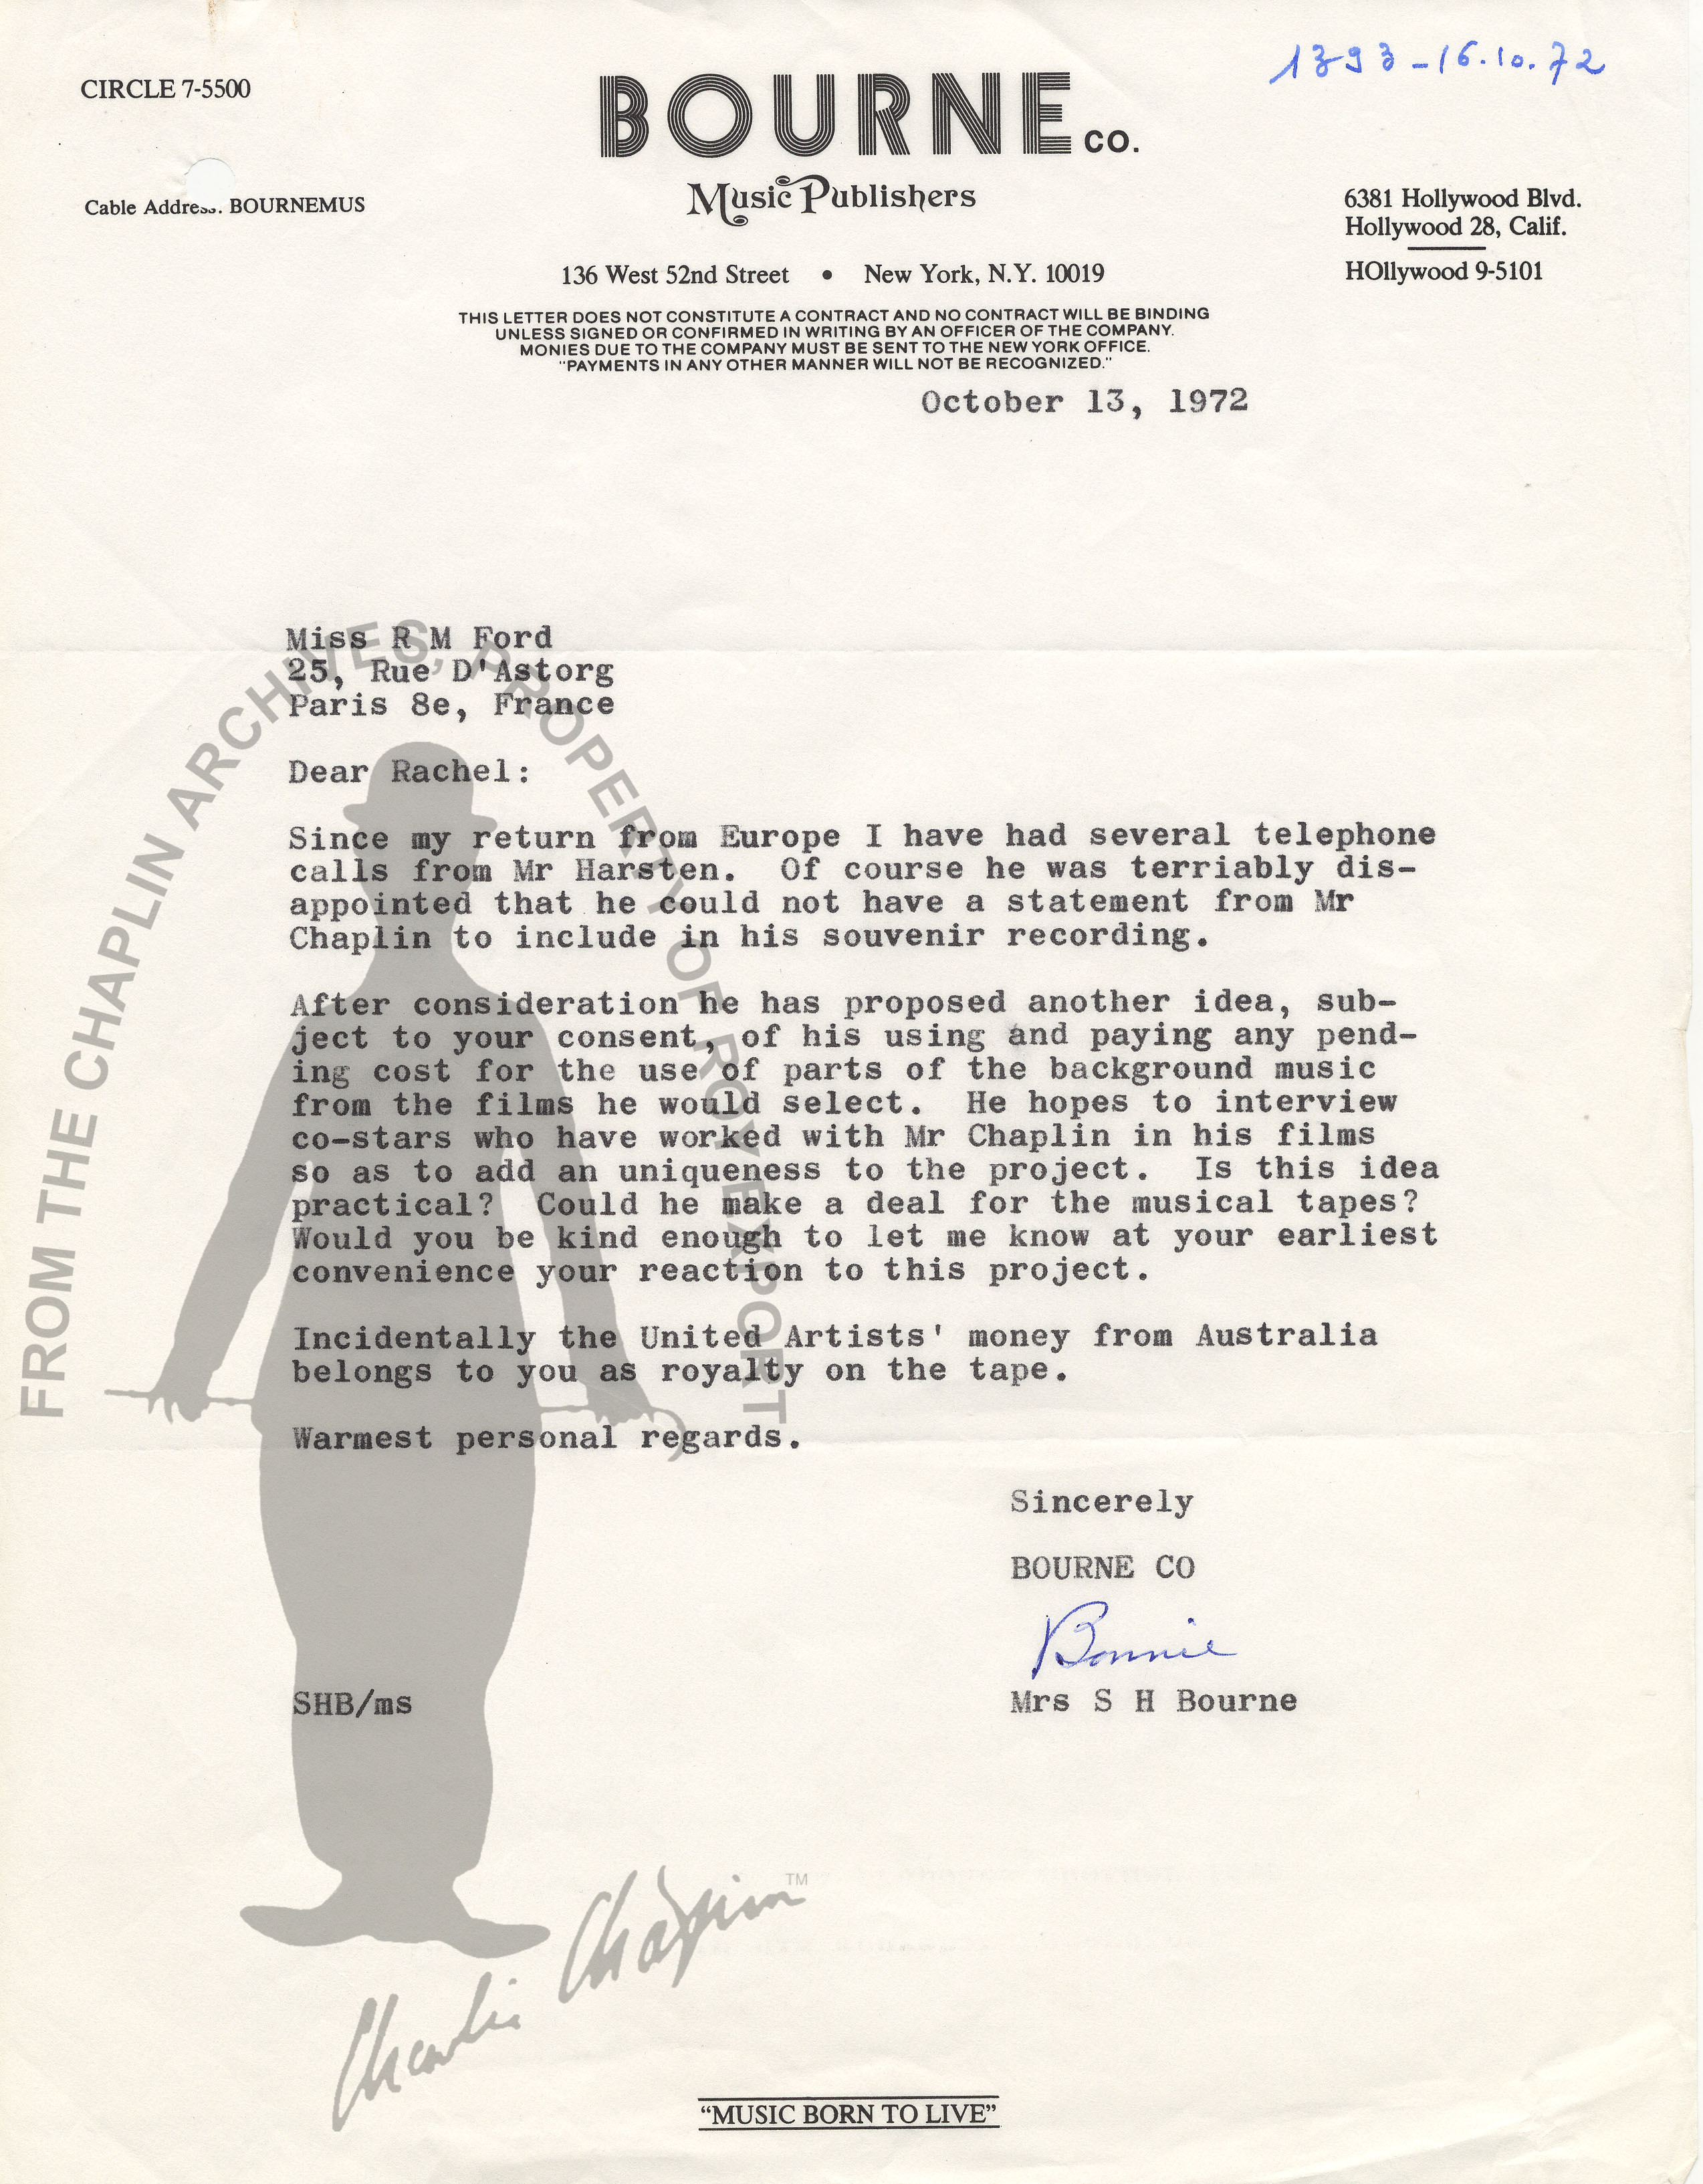 1393-16.10.72
CIRCLE 7-5500
BOURNE CO.
Music Publishers
Cable Address: BOURNEMUS
6381 Hollywood Blvd.
Hollywood 28, Calif.
HOllywood 9-5101
136 West 52nd Street • New York, N.Y. 10019
THIS LETTER DOES NOT CONSTITUTE A CONTRACT AND NO CONTRACT WILL BE BINDING
UNLESS SIGNED OR CONFIRMED IN WRITING BY AN OFFICER OF THE COMPANY.
MONIES DUE TO THE COMPANY MUST BE SENT TO THE NEW YORK OFFICE.
"PAYMENTS IN ANY OTHER MANNER WILL NOT BE RECOGNIZED."
October 13, 1972
Miss R M Ford
25, Rue D'Astorg
Paris 8e, France
Dear Rachel:
Since my return from Europe I have had several telephone
calls from Mr Harsten.  Of course he was terriably dis-
appointed that he could not have a statement from Mr
Chaplin to include in his souvenir recording.
After consideration he has proposed another idea, sub-
ject to your consent, of his using and paying any pend-
ing cost for the use of parts of the background music
from the films he would select.  He hopes to interview
co-stars who have worked with Mr Chaplin in his films
so as to add an uniqueness to the project.  Is this idea
practical?  Could he make a deal for the musical tapes?
Would you be kind enough to let me know at your earliest
convenience your reaction to this project.
Incidentally the United Artists' money from Australia
belongs to you as royalty on the tape.
Warmest personal regards.
Sincerely
BOURNE CO
Bonnie
SHB/ms
Mrs S H Bourne
FROM THE CHAPLIN ARCHIVES, PROPERTY OF ROY EXPORT
Charlie Chaplin TM
“MUSIC BORN TO LIVE”